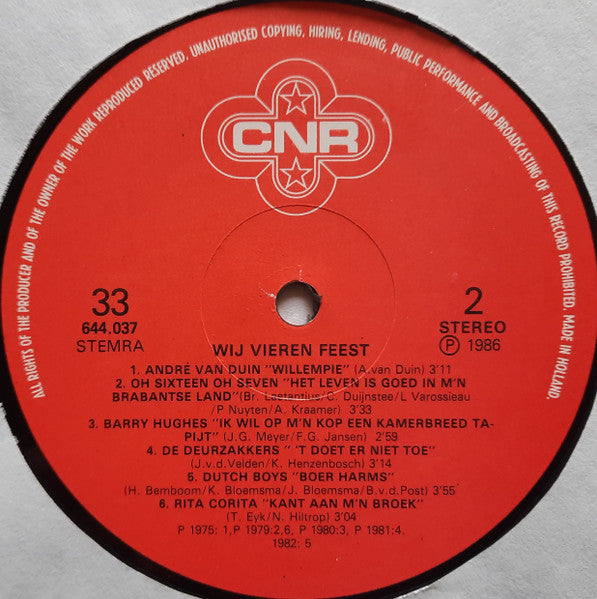 ALL RIGHTS OF THE PRODUCER AND OF THE OWNER OF THE WORK REPRODUCED RESERVED. UNAUTHORISED COPYING, HIRING, LENDING, PUBLIC PERFORMANCE AND BROADCASTING OF THIS RECORD PROHIBITED. MADE IN HOLLAND.
CNR
33
644.037
STEMRA
2
STEREO
Ⓟ 1986
WIJ VIEREN FEEST
1. ANDRÉ VAN DUIN "WILLEMPIE" (A.van Duin) 3'11
2. OH SIXTEEN OH SEVEN "HET LEVEN IS GOED IN M'N
BRABANTSE LAND"(Br. Lastantius/C. Duijnstee/L Varossieau
/P Nuyten/A. Kraamer) 3'33
3. BARRY HUGHES "IK WIL OP M'N KOP EEN KAMERBREED TA-
PIJT" (J.G. Meyer/F.G. Jansen) 2'59
4. DE DEURZAKKERS " 'T DOET ER NIET TOE"
(J.v.d.Velden/K. Henzenbosch) 3'14
5. DUTCH BOYS "BOER HARMS"
(H. Bemboom/K. Bloemsma/J. Bloemsma/B.v.d.Post) 3'55
6. RITA CORITA "KANT AAN M'N BROEK"
(T. Eyk/N. Hiltrop) 3'04
P 1975: 1,P 1979:2,6, P 1980:3, P 1981:4,
1982: 5